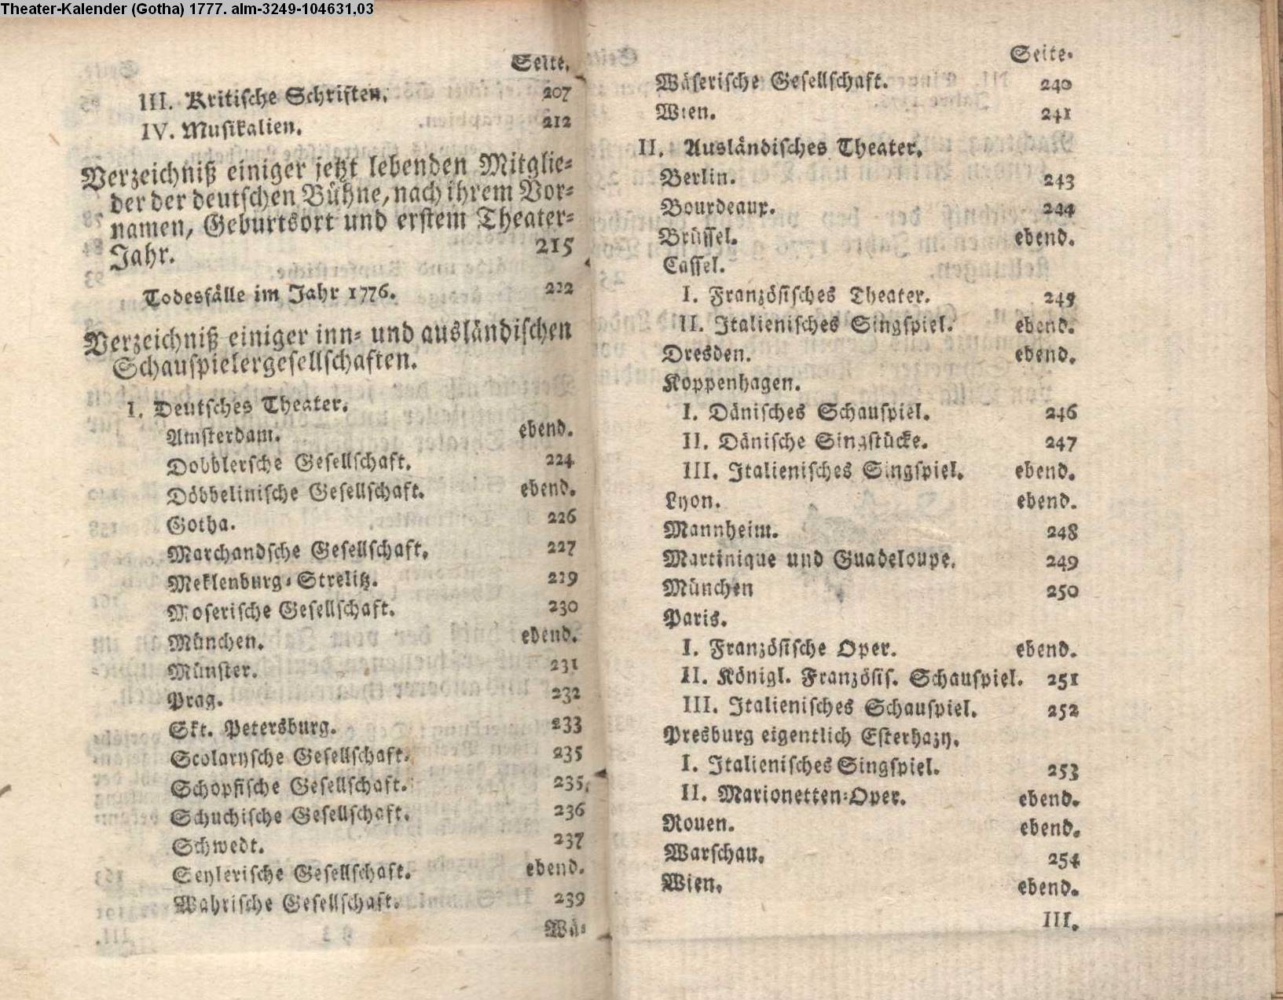 Theater-Kalender (Gotha) 1777. alm-3249-104631,03
Seite.
III. Kritische Schriften. 207
IV. Musikalien. 212
Verzeichniß einiger jetzt lebenden Mitglie-
der der deutschen Bühne, nach ihrem Vor-
namen, Geburtsort und erstem Theater-
Jahr. 215
Todesfälle im Jahr 1776. 222
Verzeichniß einiger inn- und ausländischen
Schauspielergesellschaften.
I. Deutsches Theater.
Amsterdam. ebend.
Dobblersche Gesellschaft. 224
Döbbelinische Gesellschaft. ebend.
Gotha. 226
Marchandsche Gesellschaft. 227
Meklenburg-Strelitz. 229
Moserische Gesellschaft. 230
München. ebend.
Münster. 231
Prag. 232
Skt. Petersburg. 233
Scolarysche Gesellschaft. 235
Schopfische Gesellschaft. 235
Schuchische Gesellschaft. 236
Schwedt. 237
Seylerische Gesellschaft. ebend.
Wahrische Gesellschaft. 239
Wä-
Seite.
Wäserische Gesellschaft. 240
Wien. 241
II. Ausländisches Theater.
Berlin. 243
Bourdeaux. 244
Brüssel. ebend.
Cassel.
I. Französisches Theater. 245
II. Italienisches Singspiel. ebend.
Dresden. ebend.
Koppenhagen.
I. Dänisches Schauspiel. 246
II. Dänische Singstücke. 247
III. Italienisches Singspiel. ebend.
Lyon. ebend.
Mannheim. 248
Martinique und Guadeloupe. 249
München 250
Paris.
I. Französische Oper. ebend.
II. Königl. Französis. Schauspiel. 251
III. Italienisches Schauspiel. 252
Presburg eigentlich Esterhazy.
I. Italienisches Singspiel. 253
II. Marionetten-Oper. ebend.
Rouen. ebend.
Warschau. 254
Wien. ebend.
III.